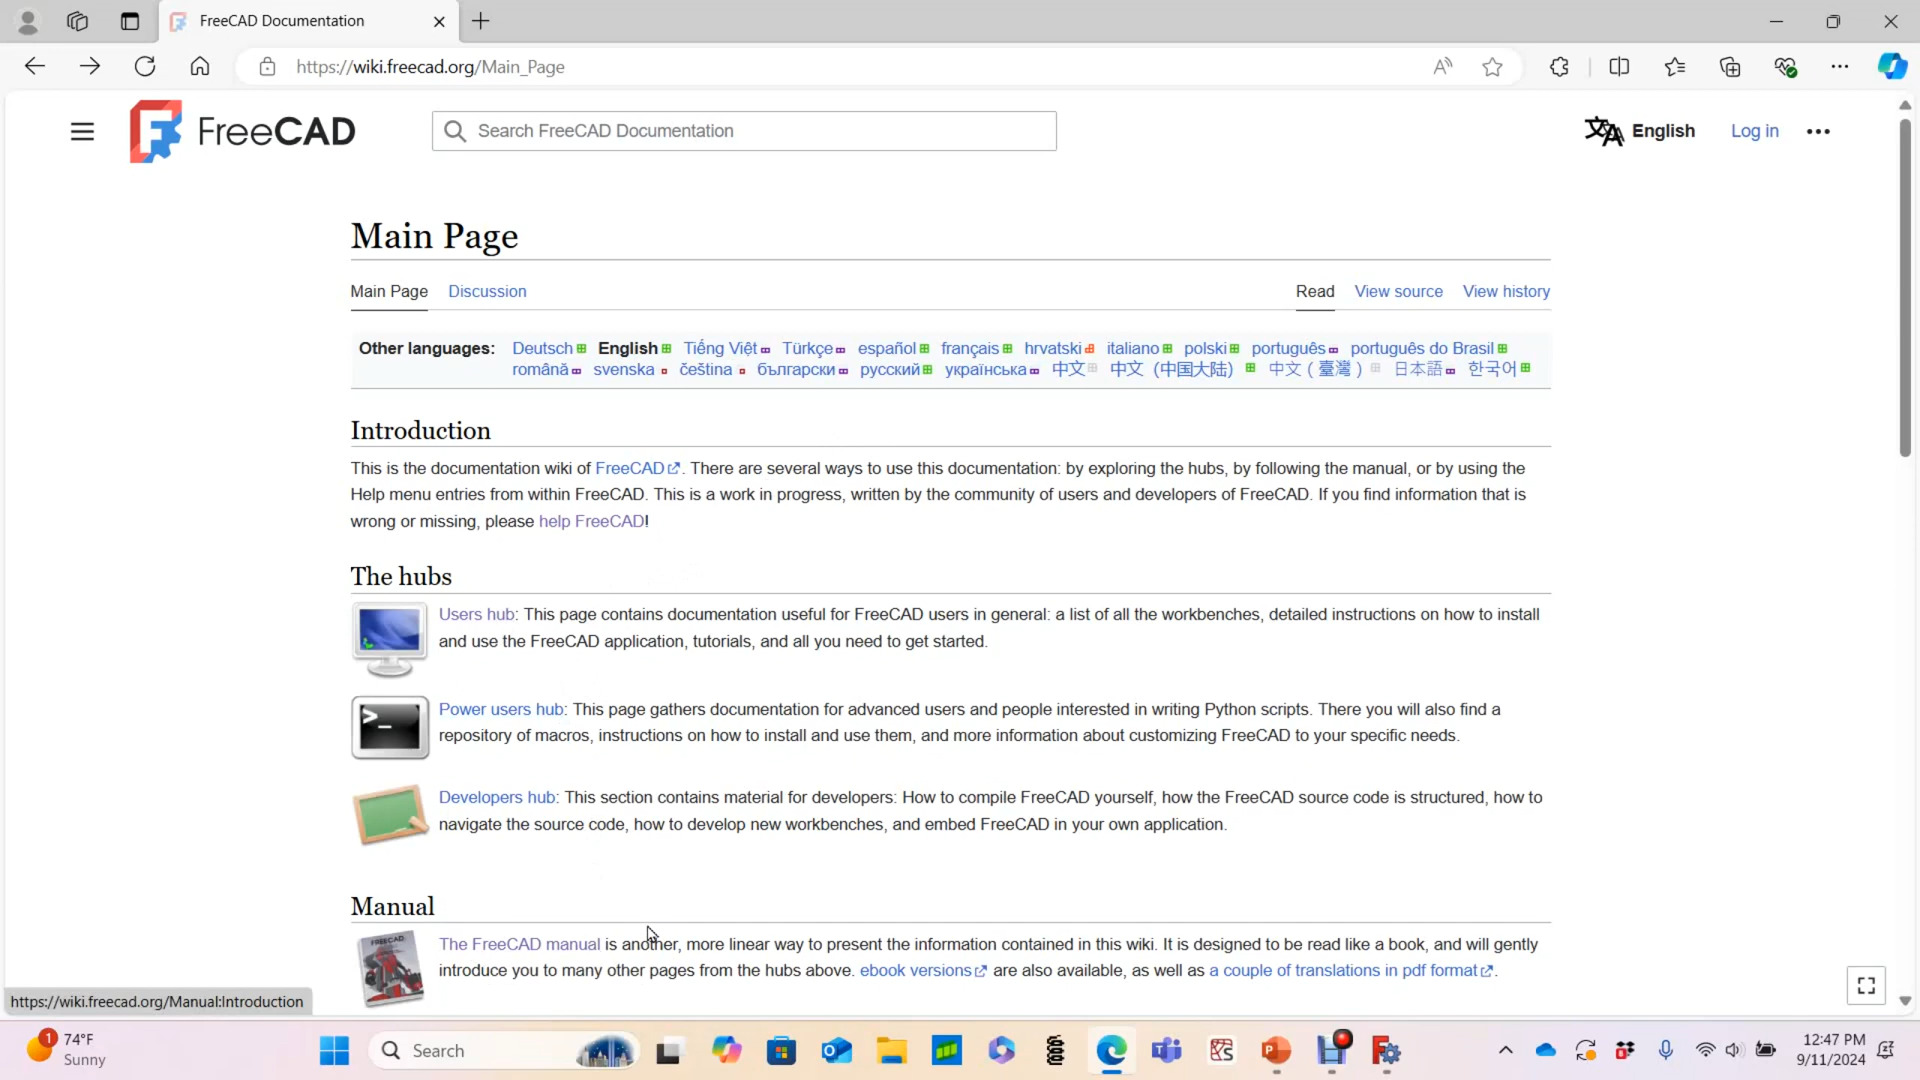 FreeCAD Documentation
https://wiki.freecad.org/Main_Page
FreeCAD
Search FreeCAD Documentation
English
Log in
Main Page
Main Page
Discussion
Read
View source
View history
Other languages: Deutsch English Tiếng Việt Türkçe español français hrvatski italiano polski português português do Brasil
română svenska čeština български русский українська 中文 中文（中国大陆） 中文（臺灣） 日本語 한국어
Introduction
This is the documentation wiki of FreeCAD. There are several ways to use this documentation: by exploring the hubs, by following the manual, or by using the
Help menu entries from within FreeCAD. This is a work in progress, written by the community of users and developers of FreeCAD. If you find information that is
wrong or missing, please help FreeCAD!
The hubs
Users hub: This page contains documentation useful for FreeCAD users in general: a list of all the workbenches, detailed instructions on how to install
and use the FreeCAD application, tutorials, and all you need to get started.
Power users hub: This page gathers documentation for advanced users and people interested in writing Python scripts. There you will also find a
repository of macros, instructions on how to install and use them, and more information about customizing FreeCAD to your specific needs.
Developers hub: This section contains material for developers: How to compile FreeCAD yourself, how the FreeCAD source code is structured, how to
navigate the source code, how to develop new workbenches, and embed FreeCAD in your own application.
Manual
FREECAD
The FreeCAD manual is another, more linear way to present the information contained in this wiki. It is designed to be read like a book, and will gently
introduce you to many other pages from the hubs above. ebook versions are also available, as well as a couple of translations in pdf format.
https://wiki.freecad.org/Manual:Introduction
1
74°F
Sunny
Search
12:47 PM
9/11/2024